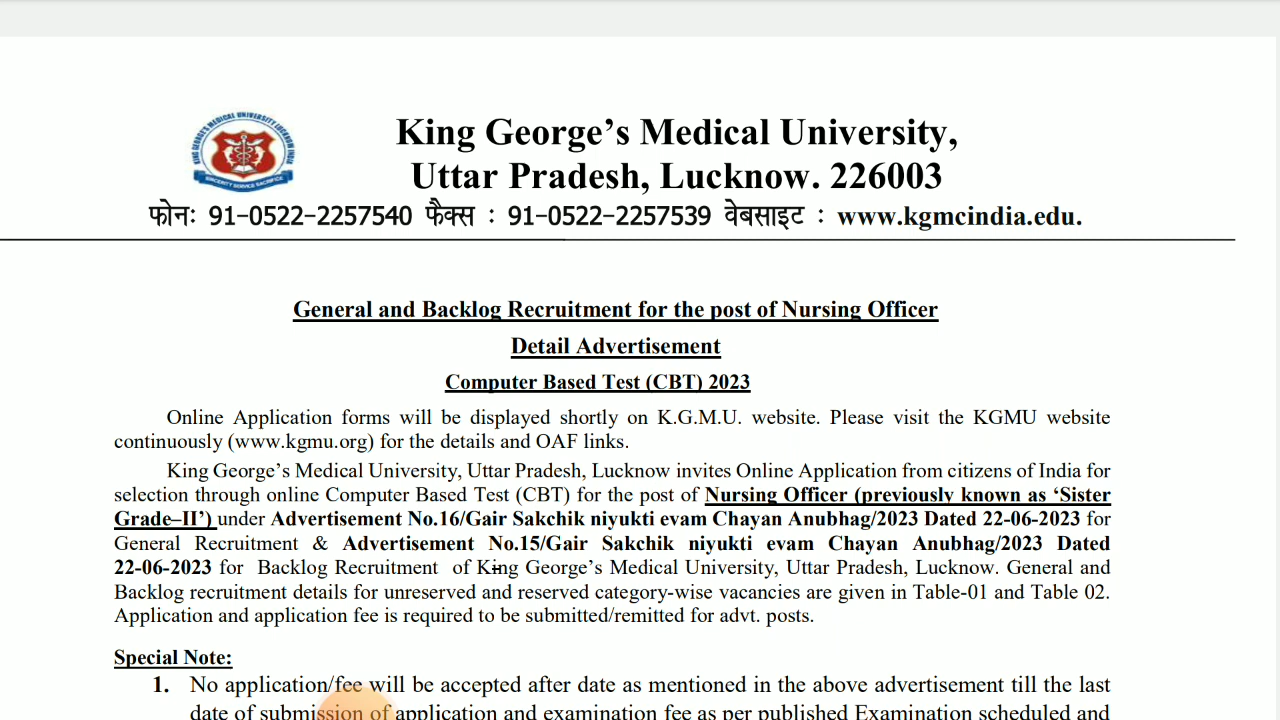 KING GEORGE'S MEDICAL UNIVERSITY LUCKNOW INDIA
SINCERITY SERVICE SACRIFICE
King George’s Medical University,
Uttar Pradesh, Lucknow. 226003
फोनः 91-0522-2257540 फैक्स : 91-0522-2257539 वेबसाइट : www.kgmcindia.edu.
General and Backlog Recruitment for the post of Nursing Officer
Detail Advertisement
Computer Based Test (CBT) 2023
Online Application forms will be displayed shortly on K.G.M.U. website. Please visit the KGMU website
continuously (www.kgmu.org) for the details and OAF links.
King George’s Medical University, Uttar Pradesh, Lucknow invites Online Application from citizens of India for
selection through online Computer Based Test (CBT) for the post of Nursing Officer (previously known as ‘Sister
Grade–II’) under Advertisement No.16/Gair Sakchik niyukti evam Chayan Anubhag/2023 Dated 22-06-2023 for
General Recruitment & Advertisement No.15/Gair Sakchik niyukti evam Chayan Anubhag/2023 Dated
22-06-2023 for Backlog Recruitment of King George’s Medical University, Uttar Pradesh, Lucknow. General and
Backlog recruitment details for unreserved and reserved category-wise vacancies are given in Table-01 and Table 02.
Application and application fee is required to be submitted/remitted for advt. posts.
Special Note:
1. No application/fee will be accepted after date as mentioned in the above advertisement till the last
date of submission of application and examination fee as per published Examination scheduled and